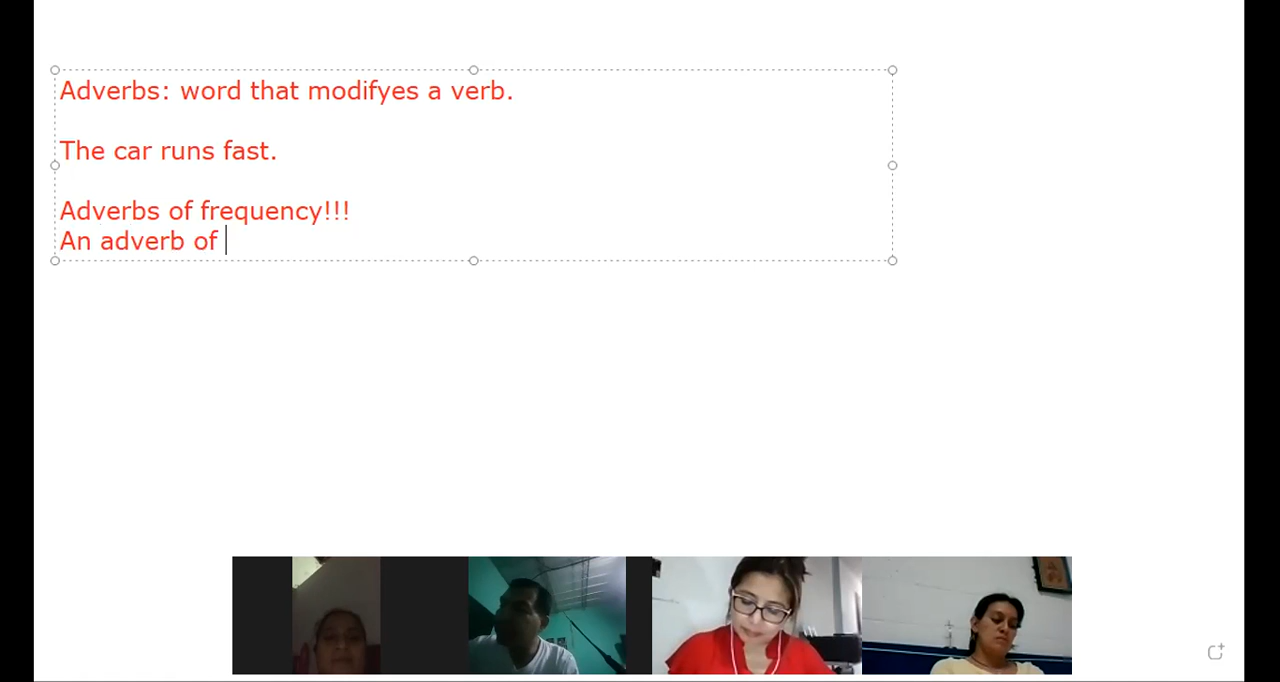 Adverbs: word that modifyes a verb.
The car runs fast.
Adverbs of frequency!!!
An adverb of